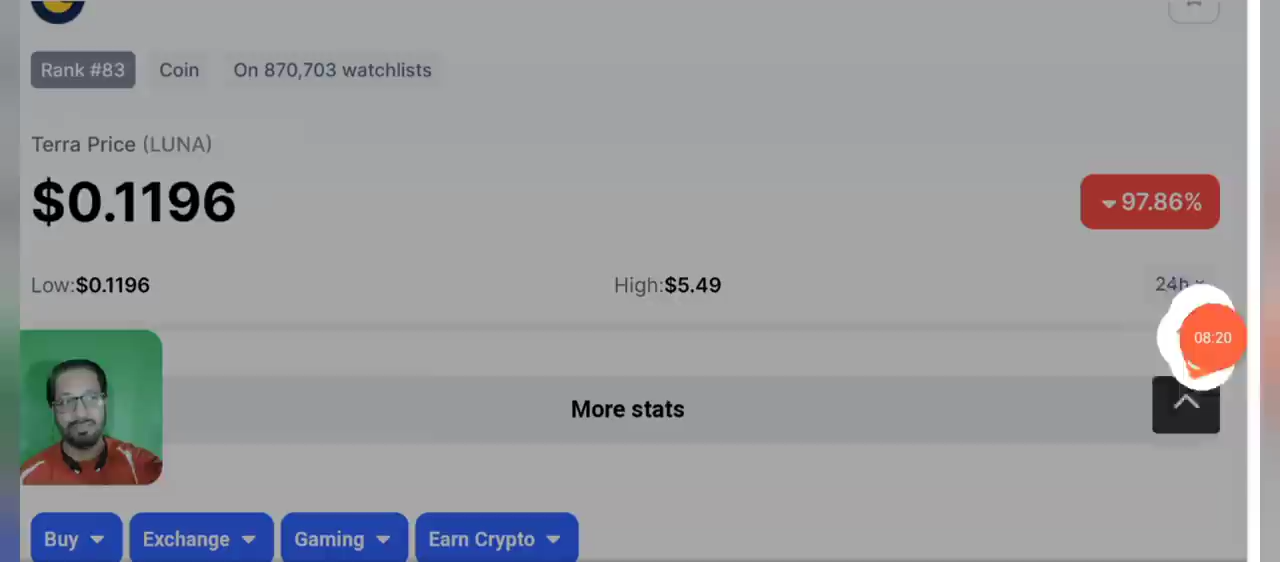 Rank #83 Coin On 870,703 watchlists
Terra Price (LUNA)
$0.1196 97.86%
Low:$0.1196 High:$5.49 24h
08:20
More stats
Buy Exchange Gaming Earn Crypto